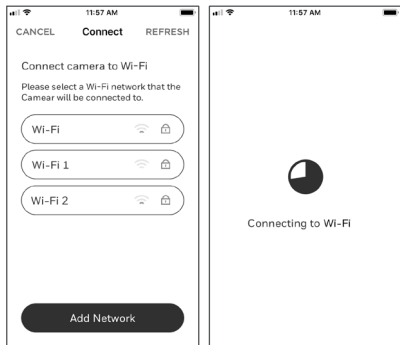 11:57 AM
CANCEL Connect REFRESH
Connect camera to Wi-Fi
Please select a Wi-Fi network that the
Camear will be connected to.
Wi-Fi
Wi-Fi 1
Wi-Fi 2
Add Network
11:57 AM
Connecting to Wi-Fi